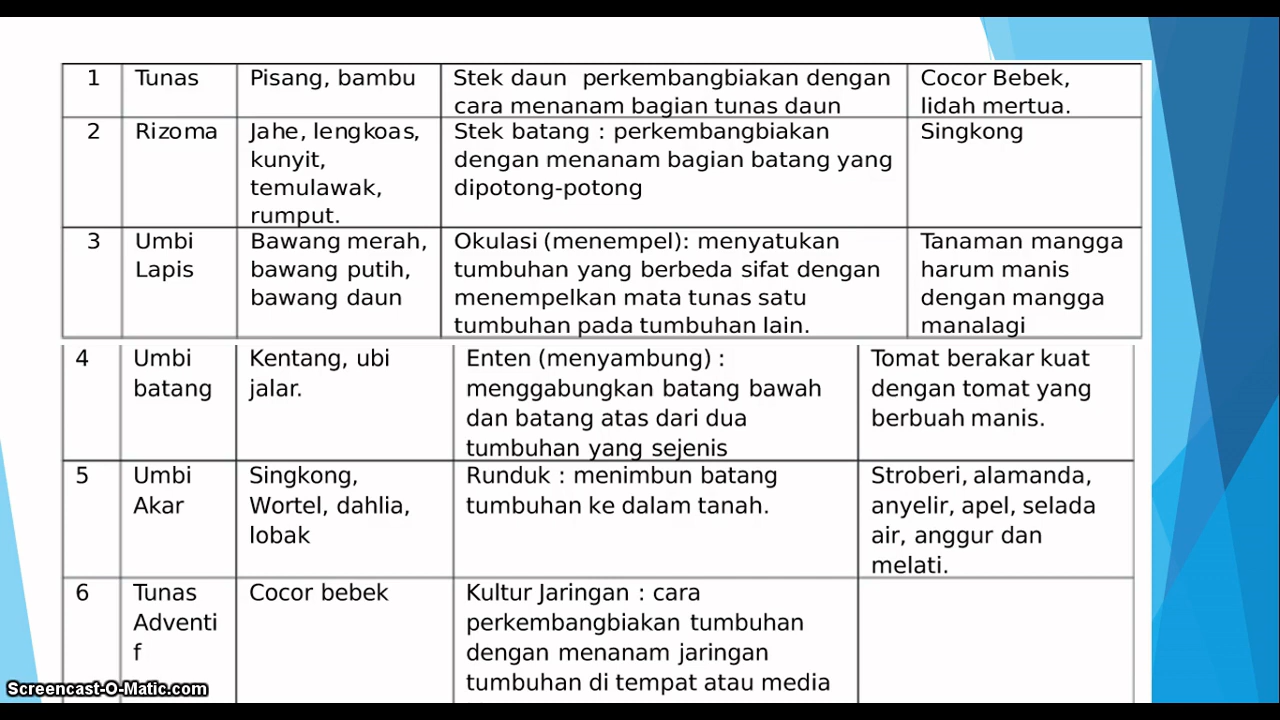 1 Tunas Pisang, bambu Stek daun perkembangbiakan dengan Cocor Bebek,
cara menanam bagian tunas daun lidah mertua.
2 Rizoma Jahe, lengkoas, Stek batang : perkembangbiakan Singkong
kunyit, dengan menanam bagian batang yang
temulawak, dipotong-potong
rumput.
3 Umbi Bawang merah, Okulasi (menempel): menyatukan Tanaman mangga
Lapis bawang putih, tumbuhan yang berbeda sifat dengan harum manis
bawang daun menempelkan mata tunas satu dengan mangga
tumbuhan pada tumbuhan lain. manalagi
4 Umbi Kentang, ubi Enten (menyambung) : Tomat berakar kuat
batang jalar. menggabungkan batang bawah dengan tomat yang
dan batang atas dari dua berbuah manis.
tumbuhan yang sejenis
5 Umbi Singkong, Runduk : menimbun batang Stroberi, alamanda,
Akar Wortel, dahlia, tumbuhan ke dalam tanah. anyelir, apel, selada
lobak air, anggur dan
melati.
6 Tunas Cocor bebek Kultur Jaringan : cara
Adventi perkembangbiakan tumbuhan
f dengan menanam jaringan
tumbuhan di tempat atau media
Screencast-O-Matic.com